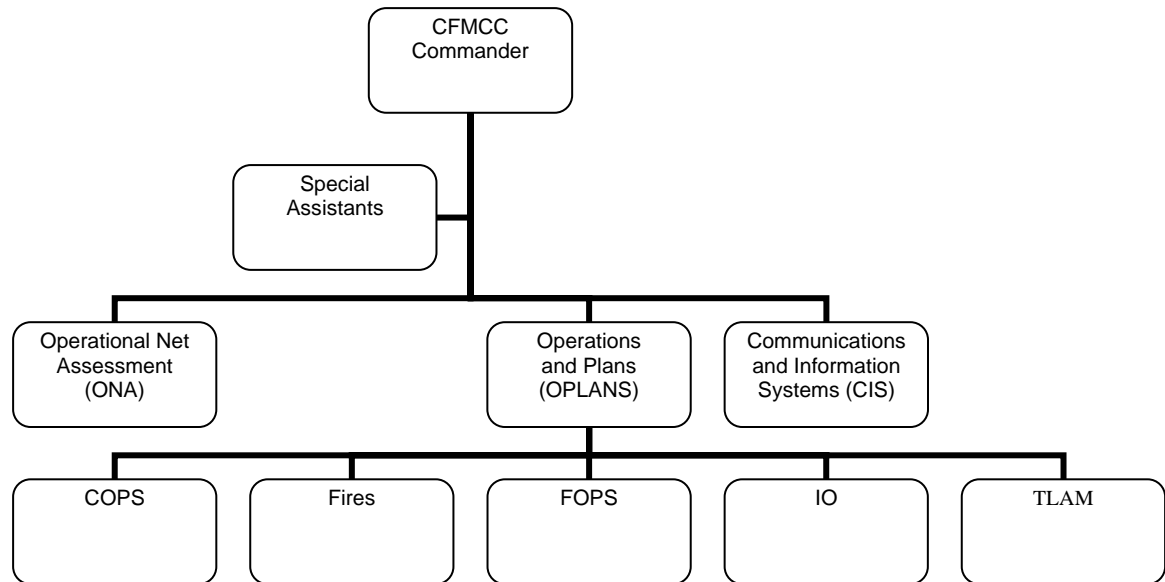 CFMCC
Commander
Special
Assistants
Operational Net
Assessment
(ONA)
Operations
and Plans
(OPLANS)
Communications
and Information
Systems (CIS)
COPS
Fires
FOPS
IO
TLAM